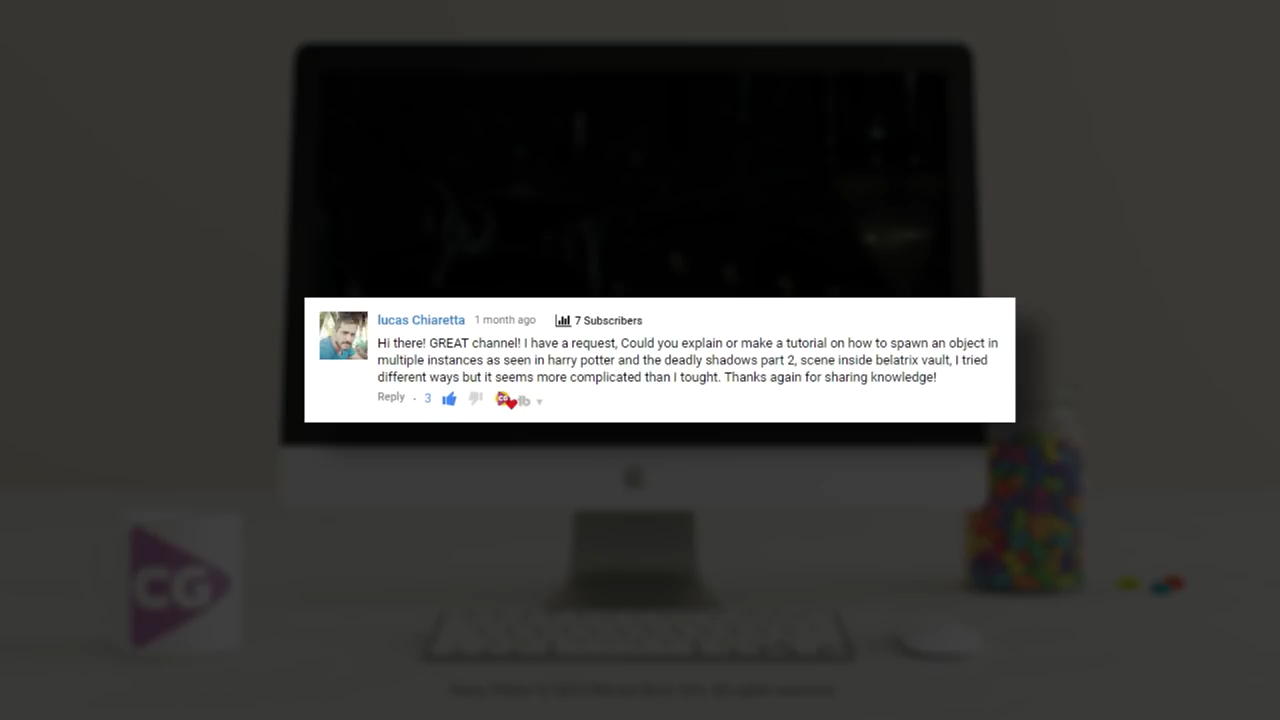 lucas Chiaretta 1 month ago 7 Subscribers
Hi there! GREAT channel! I have a request, Could you explain or make a tutorial on how to spawn an object in
multiple instances as seen in harry potter and the deadly shadows part 2, scene inside belatrix vault, I tried
different ways but it seems more complicated than I tought. Thanks again for sharing knowledge!
Reply . 3 CG tb
CG